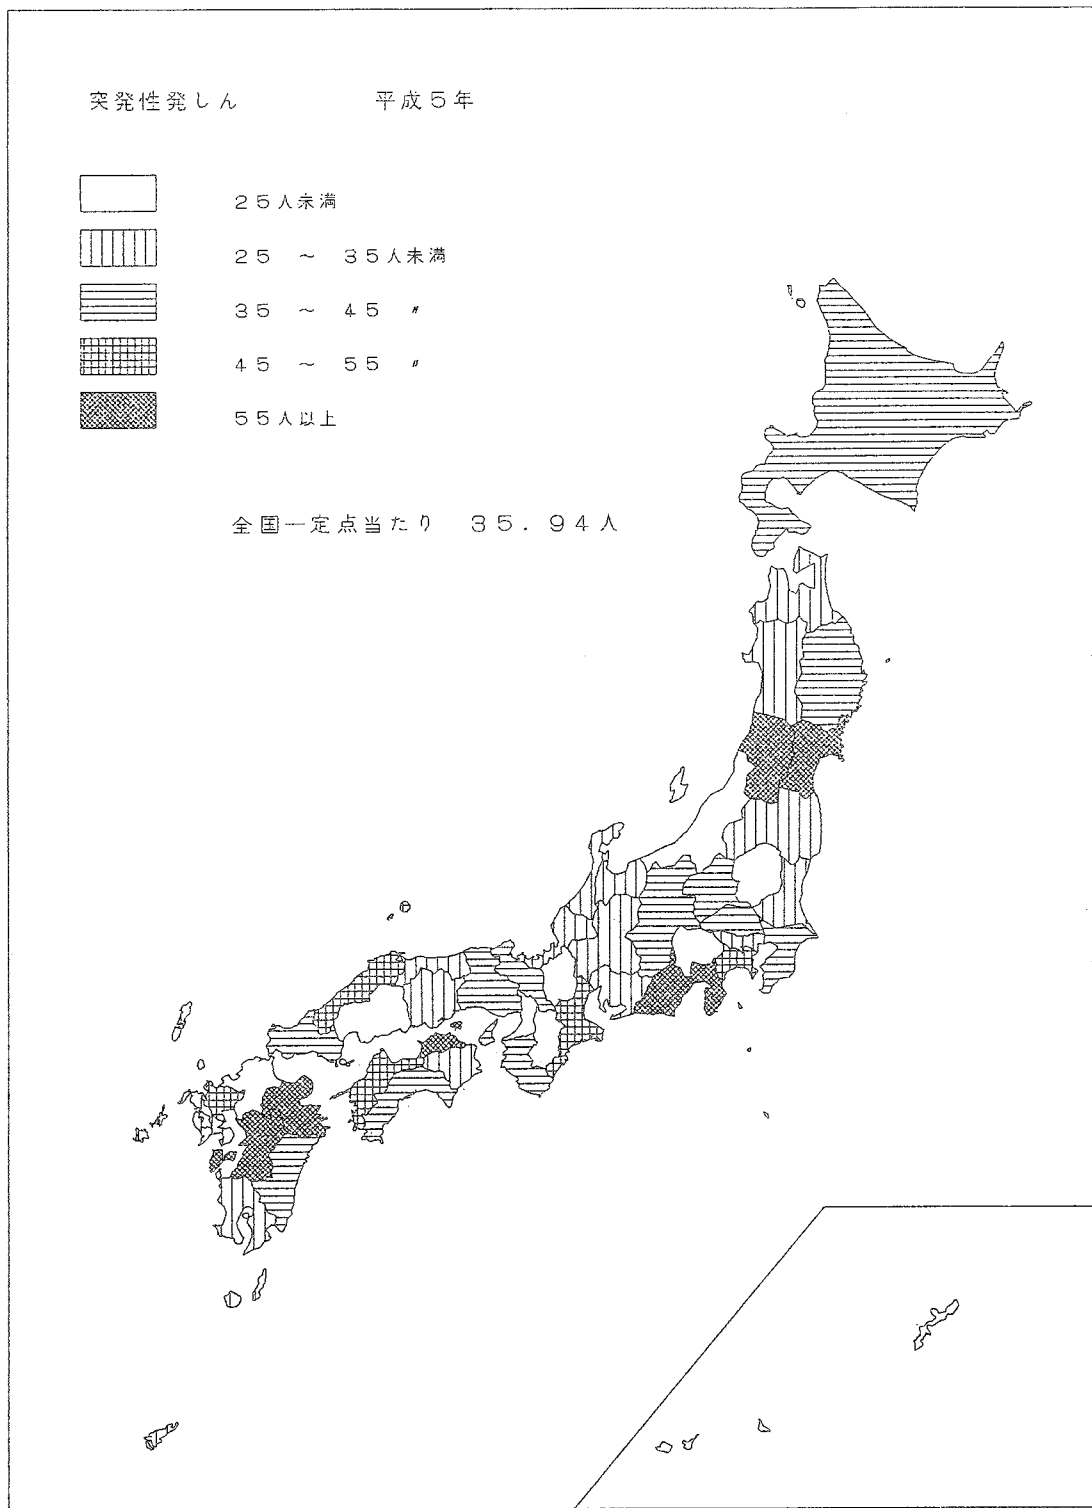 突発性発しん 平成5年
25人未満
25 ～ 35人未満
35 ～ 45 〃
45 ～ 55 〃
55人以上
全国一定点当たり 35.94人